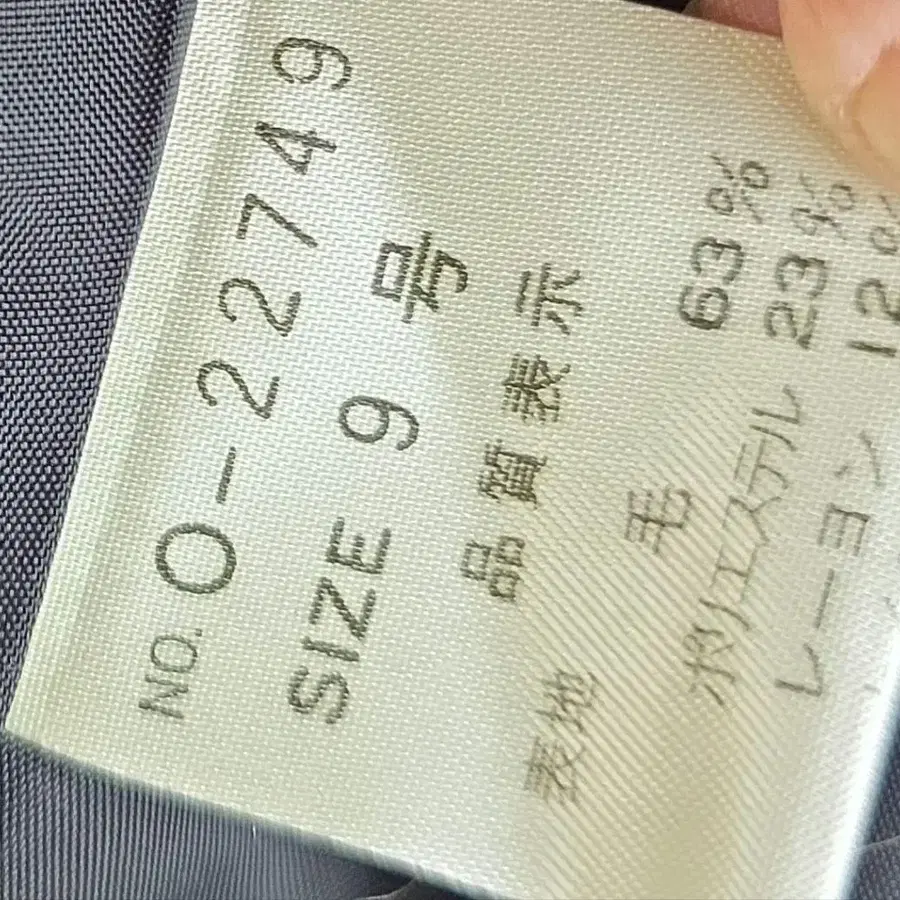 NO. O-22749
SIZE 9 号
品質表示
表地
毛 63%
ポリエステル 23%
レーヨン 12%